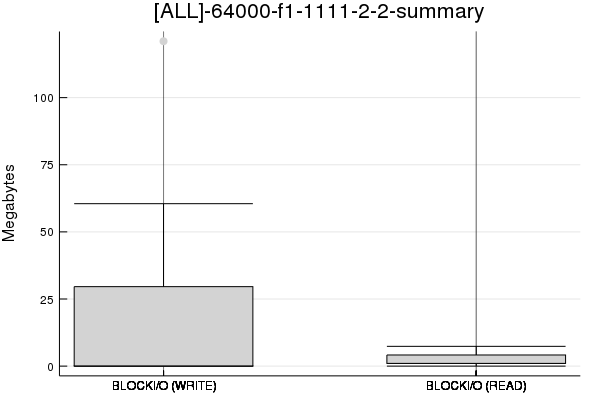 [ALL]-64000-f1-1111-2-2-summary
Megabytes
100
75
50
25
0
BLOCKI/O (WRITE)
BLOCKI/O (READ)